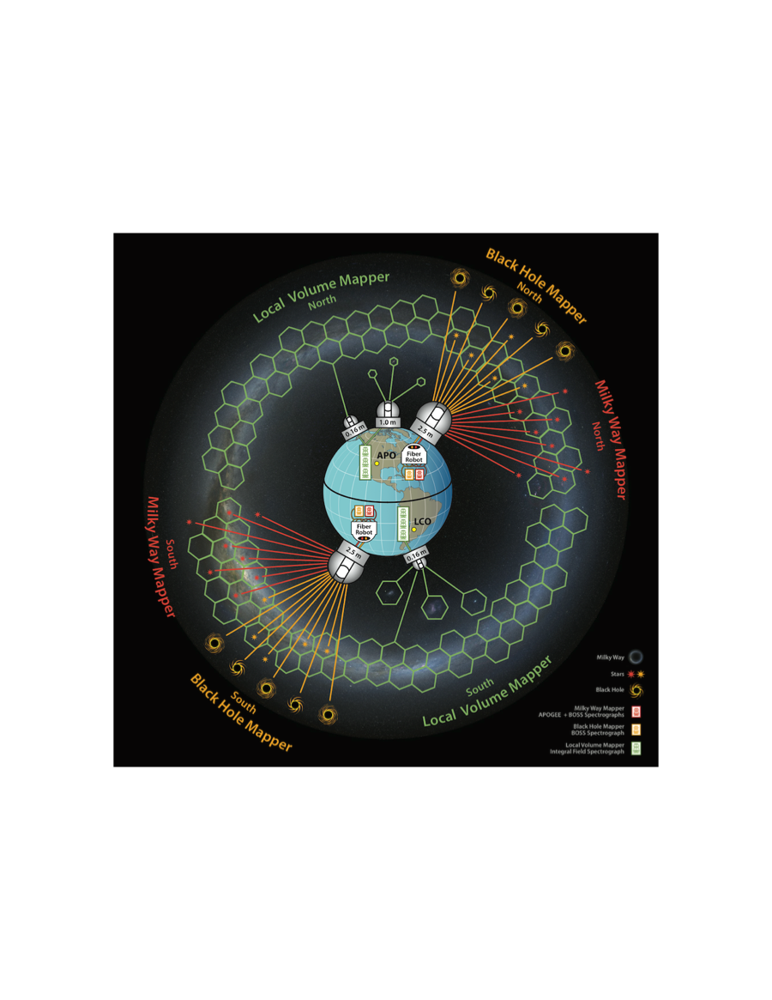 Local Volume Mapper
North
Black Hole Mapper
North
Milky Way Mapper
North
0.16 m
1.0 m
2.5 m
APO
Fiber
Robot
Fiber
Robot
LCO
2.5 m
0.16 m
Milky Way Mapper
South
Black Hole Mapper
South
South
Local Volume Mapper
Milky Way
Stars
Black Hole
Milky Way Mapper
APOGEE + BOSS Spectrographs
Black Hole Mapper
BOSS Spectrograph
Local Volume Mapper
Integral Field Spectrograph